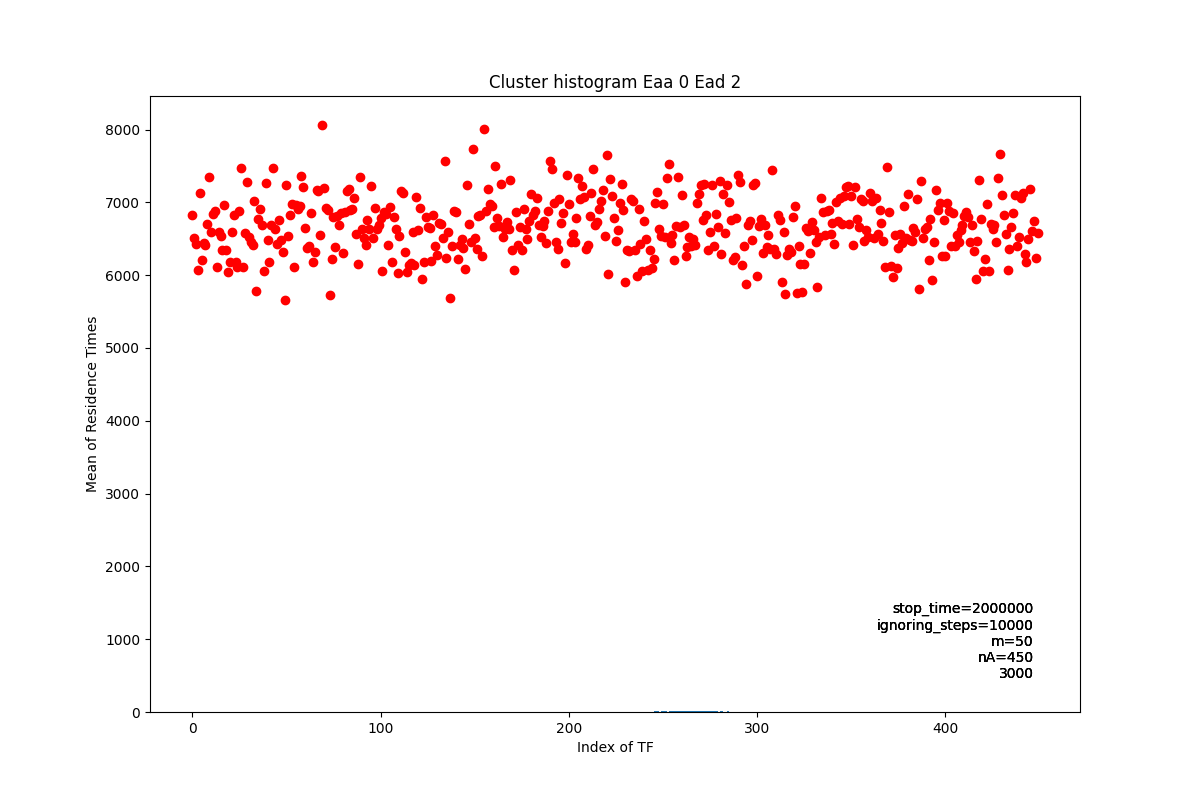 Cluster histogram Eaa 0 Ead 2
8000
7000
6000
5000
4000
3000
2000
1000
0
Mean of Residence Times
stop_time=2000000
ignoring_steps=10000
m=50
nA=450
3000
0 100 200 300 400
Index of TF